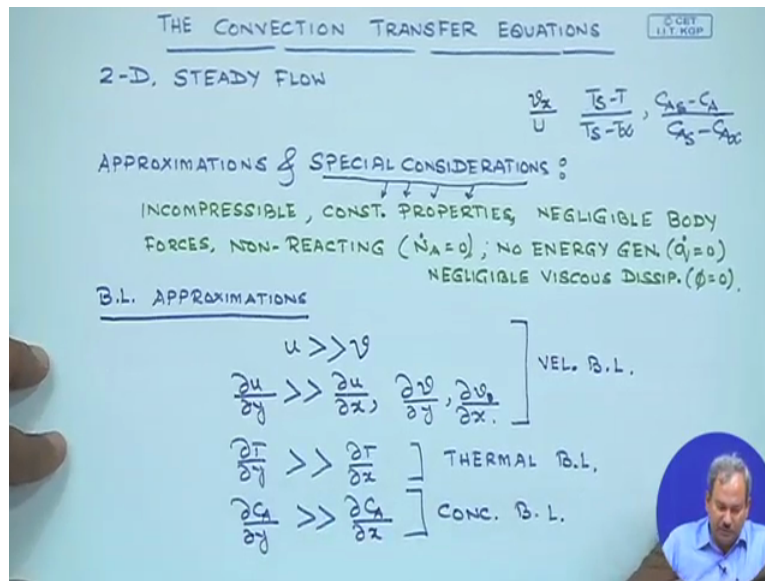 THE CONVECTION TRANSFER EQUATIONS
© CET
I.I.T. KGP
2-D, STEADY FLOW
vx/U (Ts-T)/(Ts-T∞), (CAs-CA)/(CAs-CA∞)
APPROXIMATIONS & SPECIAL CONSIDERATIONS :
INCOMPRESSIBLE, CONST. PROPERTIES, NEGLIGIBLE BODY
FORCES, NON-REACTING (ṄA=0), NO ENERGY GEN. (q̇=0)
NEGLIGIBLE VISCOUS DISSIP. (ϕ=0).
B.L. APPROXIMATIONS
u >> v
∂u/∂y >> ∂u/∂x, ∂v/∂y, ∂v/∂x. ] VEL. B.L.
∂T/∂y >> ∂T/∂x ] THERMAL B.L.
∂CA/∂y >> ∂CA/∂x ] CONC. B.L.